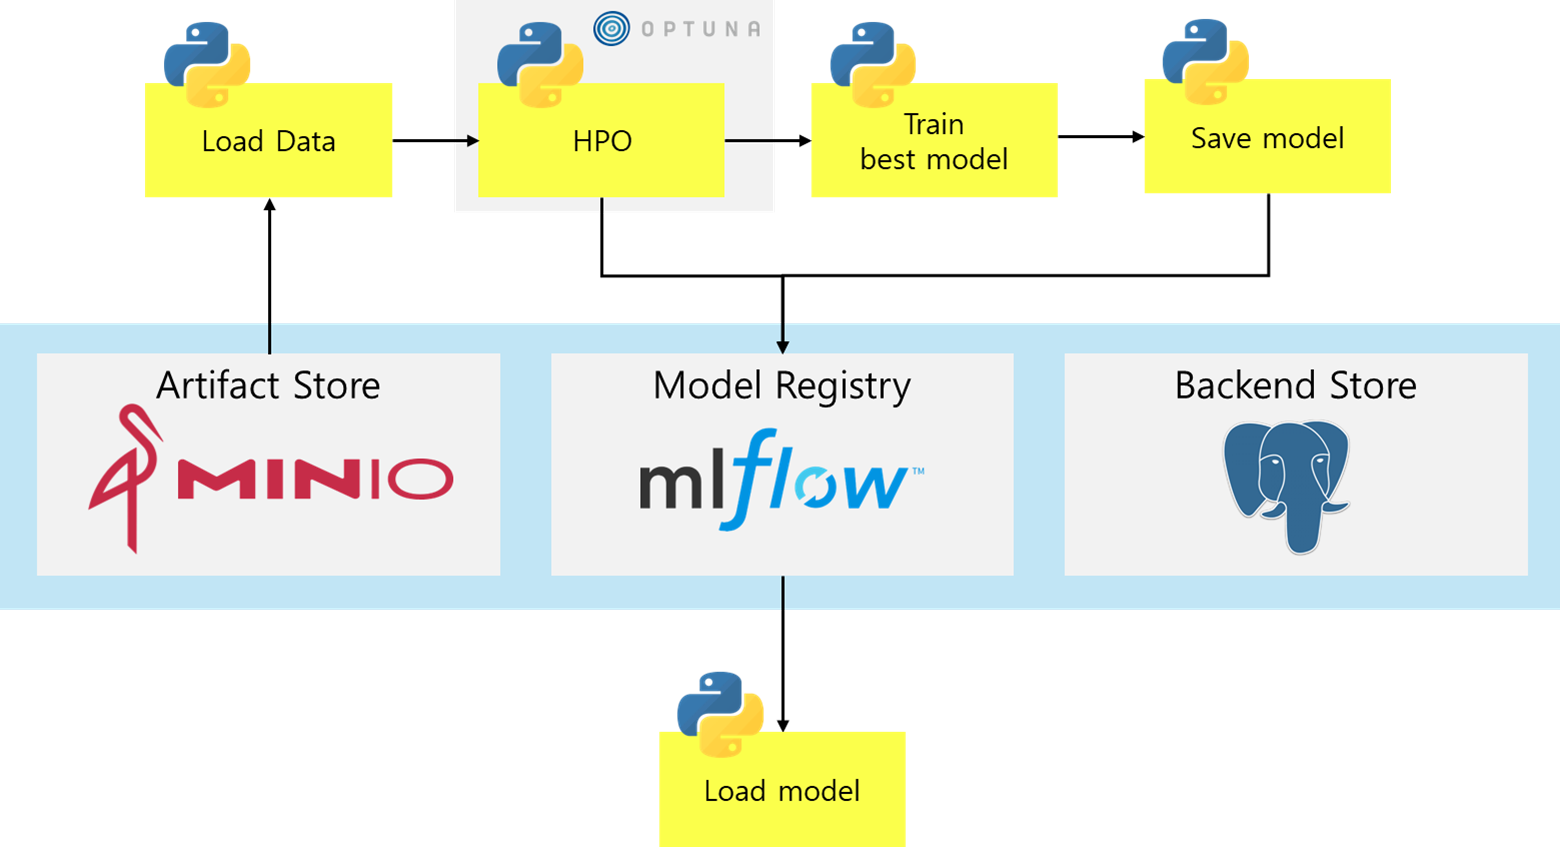 OPTUNA
Load Data
HPO
Train
best model
Save model
Artifact Store
Model Registry
Backend Store
MINIO
mlflow™
Load model